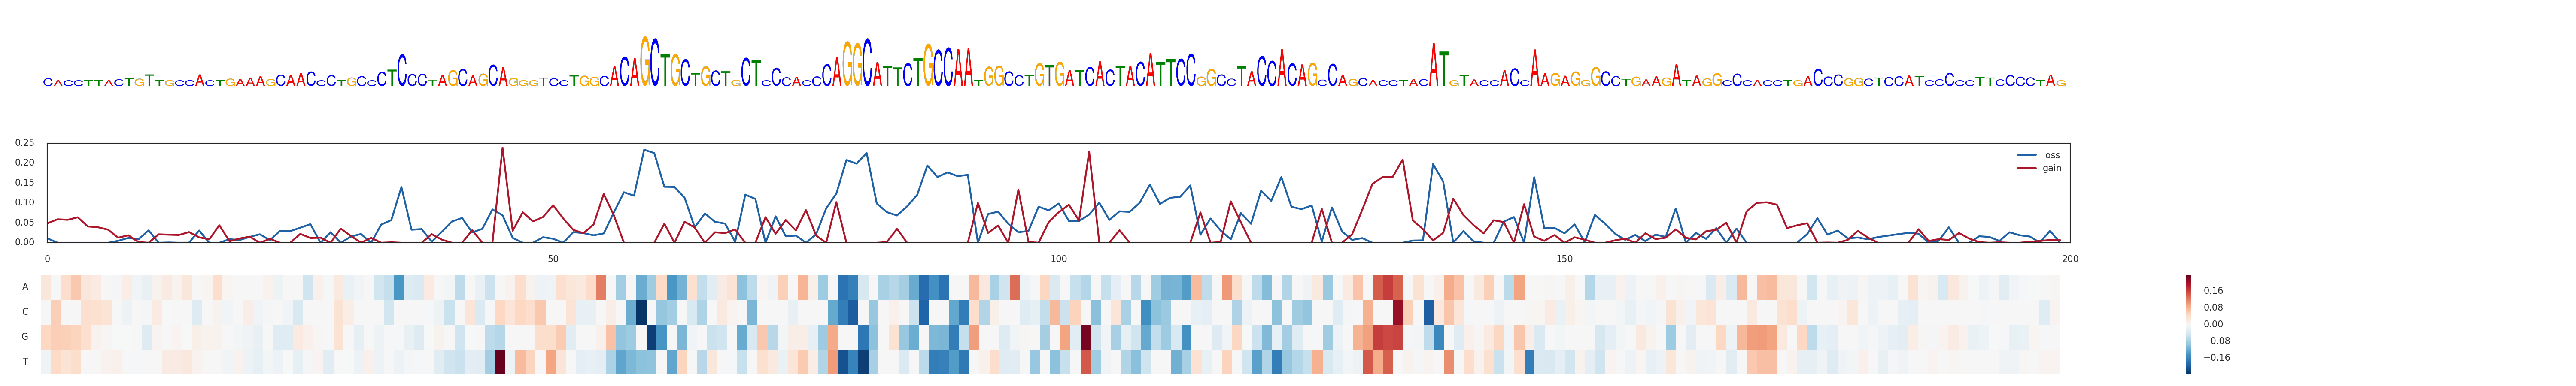 CACCTTACTGTTGCCACTGAAAGCAACCCTGCCCTCCCTAGCAGCAGGGTCCTGGCACAGCTGCTGCTGCTCCCACCCAGGCATTCTGCCAATGGCCTGTGATCACTACATTCCGGCCTACCACAGCCAGCACCTACATGTACCACCAAGAGGGCCTGAAGATAGGCCCACCTGACCCGGCTCCATCCCCCTTCCCCTAG
0.25
0.20
0.15
0.10
0.05
0.00
loss
gain
0 50 100 150 200
A
C
G
T
0.16
0.08
0.00
−0.08
−0.16